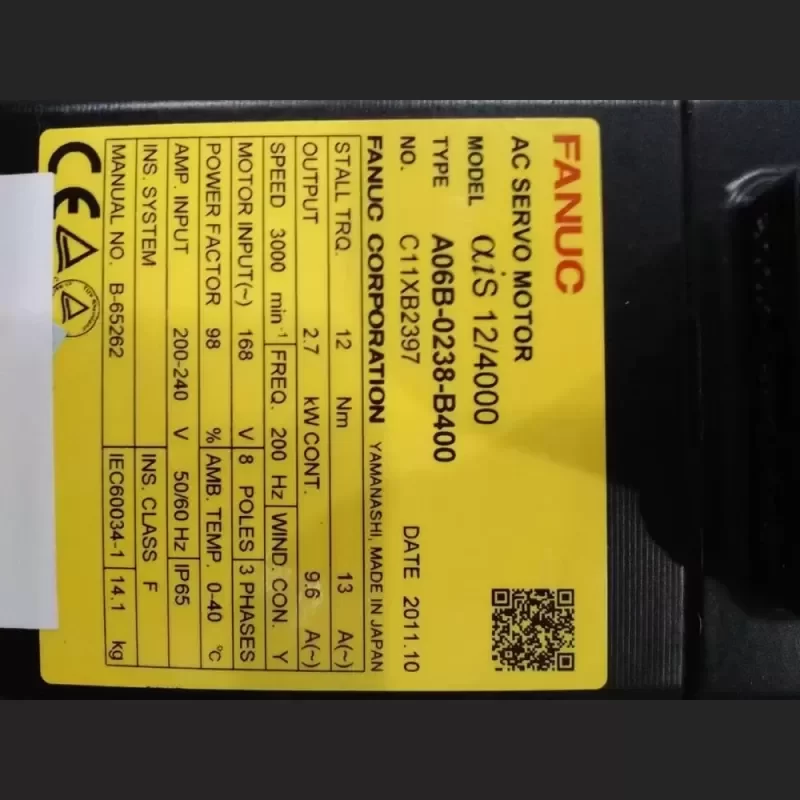 FANUC
AC SERVO MOTOR
MODEL αiS 12/4000
TYPE A06B-0238-B400
NO. C11XB2397 DATE 2011.10
FANUC CORPORATION YAMANASHI, MADE IN JAPAN
STALL TRQ. 12 Nm 13 A(~)
OUTPUT 2.7 kW CONT. 9.6 A(~)
SPEED 3000 min⁻¹ FREQ. 200 Hz WIND. CON. Y
MOTOR INPUT(~) 168 V 8 POLES 3 PHASES
POWER FACTOR 98 % AMB. TEMP. 0-40 °C
AMP. INPUT 200-240 V 50/60 Hz IP65
INS. SYSTEM INS. CLASS F
MANUAL NO. B-65262 IEC60034-1 14.1 kg
CE